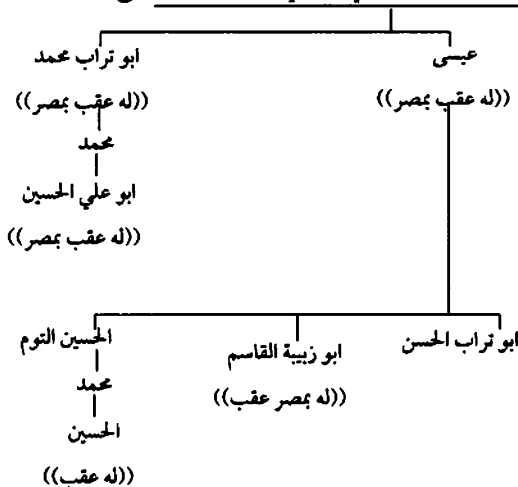 عيسى
ابو تراب محمد
((له عقب بمصر))
((له عقب بمصر))
محمد
ابو علي الحسين
((له عقب بمصر))
ابو تراب الحسن
ابو زبيبة القاسم
((له بمصر عقب))
الحسين التوم
محمد
الحسين
((له عقب))